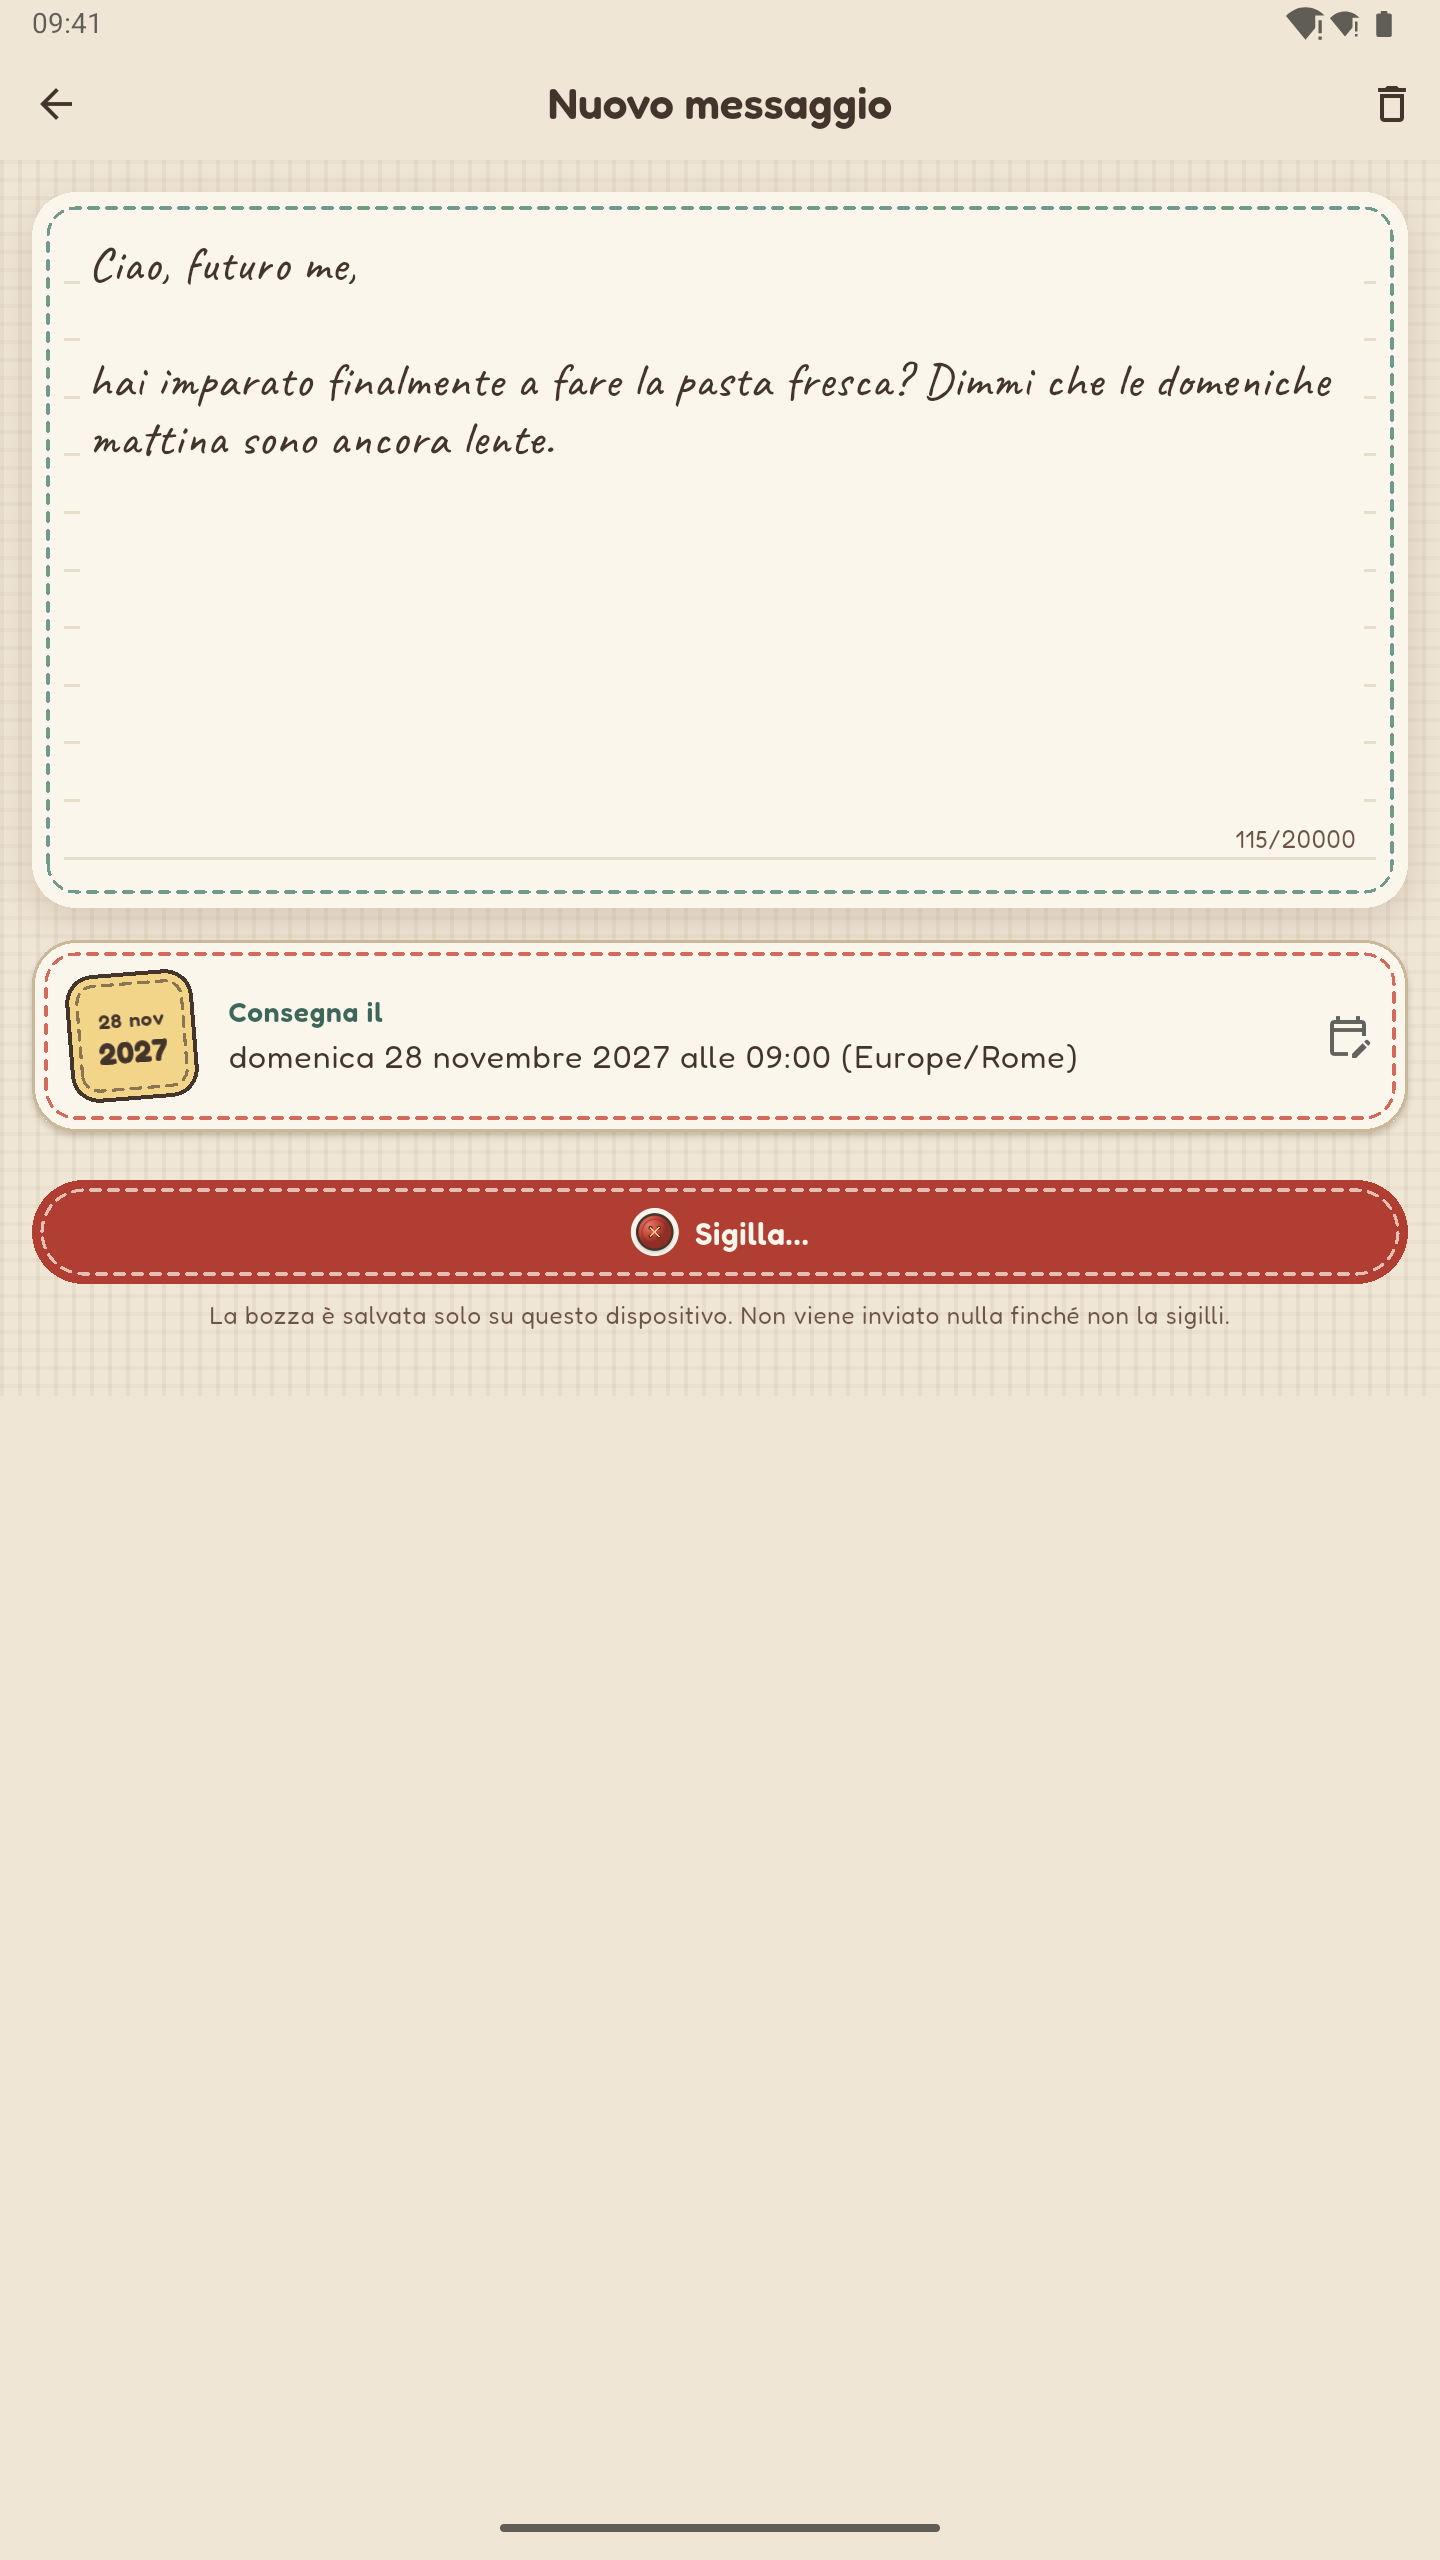 09:41
Nuovo messaggio
Ciao, futuro me,
hai imparato finalmente a fare la pasta fresca? Dimmi che le domeniche
mattina sono ancora lente.
115/20000
28 nov
2027
Consegna il
domenica 28 novembre 2027 alle 09:00 (Europe/Rome)
Sigilla...
La bozza è salvata solo su questo dispositivo. Non viene inviato nulla finché non la sigilli.